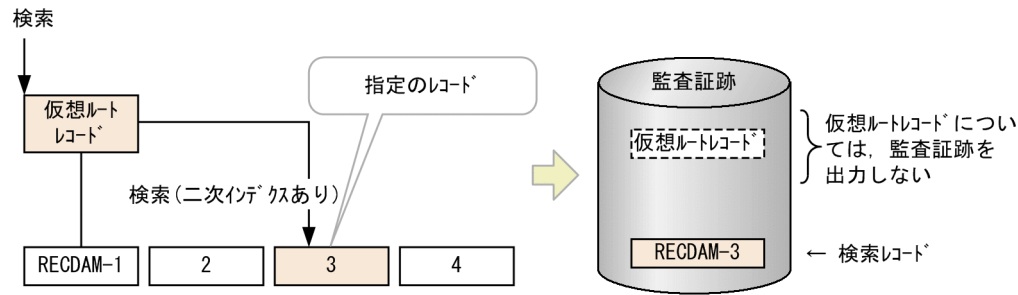 検索
仮想ﾙｰﾄ
ﾚｺｰﾄﾞ
指定のﾚｺｰﾄﾞ
検索(二次ｲﾝﾃﾞｸｽあり)
RECDAM-1
2
3
4
監査証跡
仮想ﾙｰﾄﾚｺｰﾄﾞ
仮想ﾙｰﾄﾚｺｰﾄﾞについ
ては，監査証跡を
出力しない
RECDAM-3
← 検索ﾚｺｰﾄﾞ